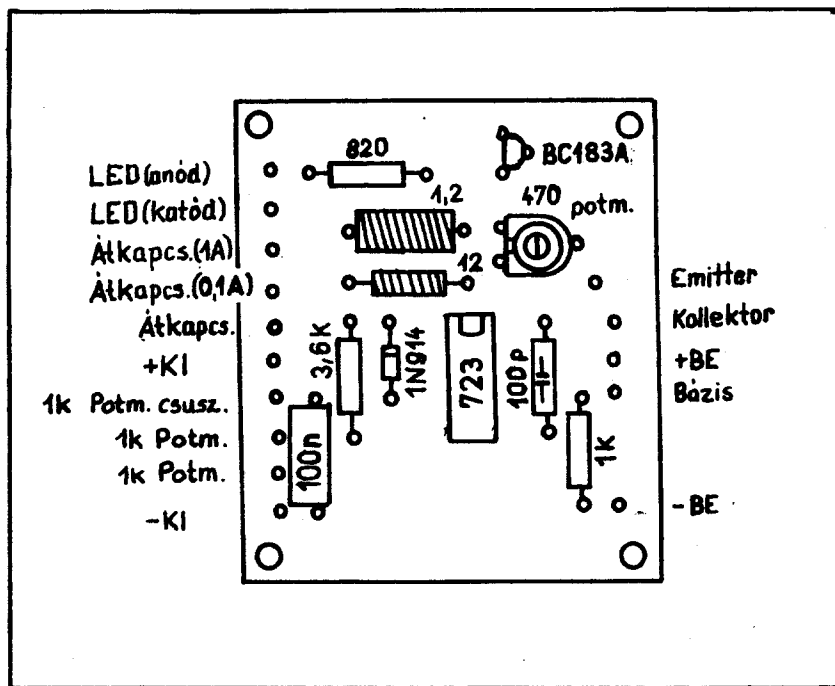 820
BC183A
LED (anód)
1,2
470
potm.
LED (katód)
Átkapcs.(1A)
12
Átkapcs.(0,1A)
Emitter
Átkapcs.
Kollektor
+KI
3,6K
1N914
723
100p
+BE
1k Potm. csusz.
Bázis
1k Potm.
100n
1K
1k Potm.
-KI
-BE